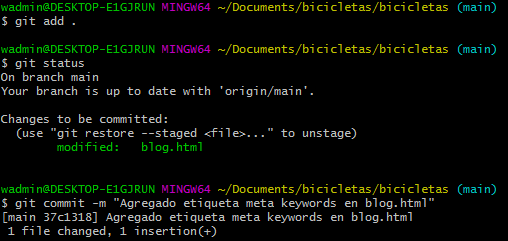 wadmin@DESKTOP-E1GJRUN MINGW64 ~/Documents/bicicletas/bicicletas (main)
$ git add .
wadmin@DESKTOP-E1GJRUN MINGW64 ~/Documents/bicicletas/bicicletas (main)
$ git status
On branch main
Your branch is up to date with 'origin/main'.
Changes to be committed:
(use "git restore --staged <file>..." to unstage)
modified: blog.html
wadmin@DESKTOP-E1GJRUN MINGW64 ~/Documents/bicicletas/bicicletas (main)
$ git commit -m "Agregado etiqueta meta keywords en blog.html"
[main 37c1318] Agregado etiqueta meta keywords en blog.html
1 file changed, 1 insertion(+)